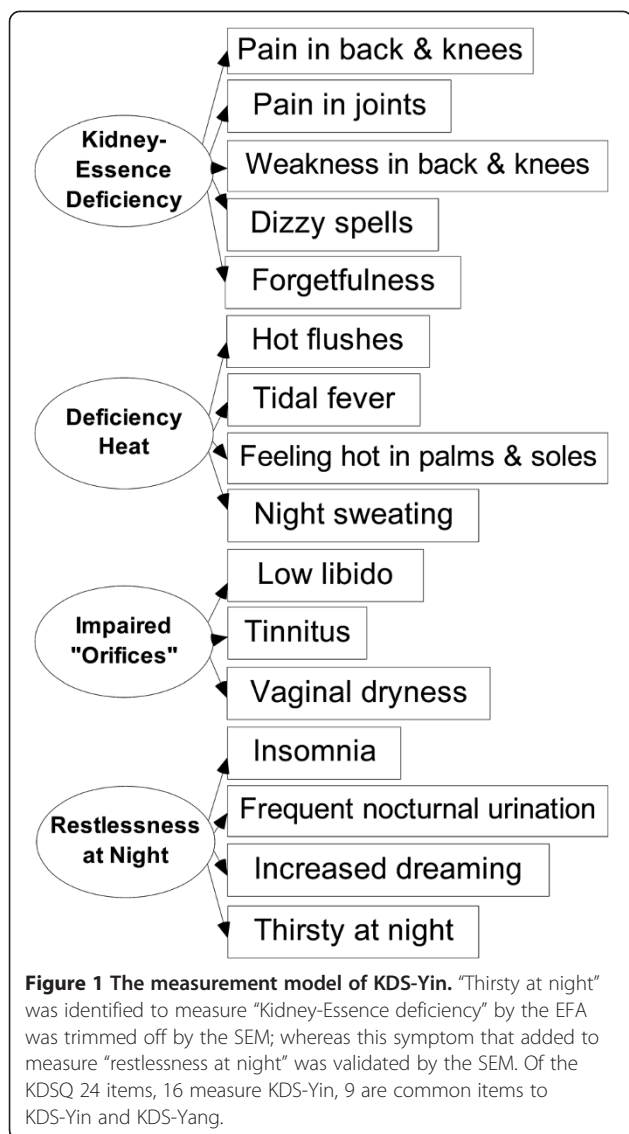 Kidney-
Essence
Deficiency
Pain in back & knees
Pain in joints
Weakness in back & knees
Dizzy spells
Forgetfulness
Deficiency
Heat
Hot flushes
Tidal fever
Feeling hot in palms & soles
Night sweating
Impaired
"Orifices"
Low libido
Tinnitus
Vaginal dryness
Restlessness
at Night
Insomnia
Frequent nocturnal urination
Increased dreaming
Thirsty at night
Figure 1 The measurement model of KDS-Yin. “Thirsty at night”
was identified to measure “Kidney-Essence deficiency” by the EFA
was trimmed off by the SEM; whereas this symptom that added to
measure “restlessness at night” was validated by the SEM. Of the
KDSQ 24 items, 16 measure KDS-Yin, 9 are common items to
KDS-Yin and KDS-Yang.